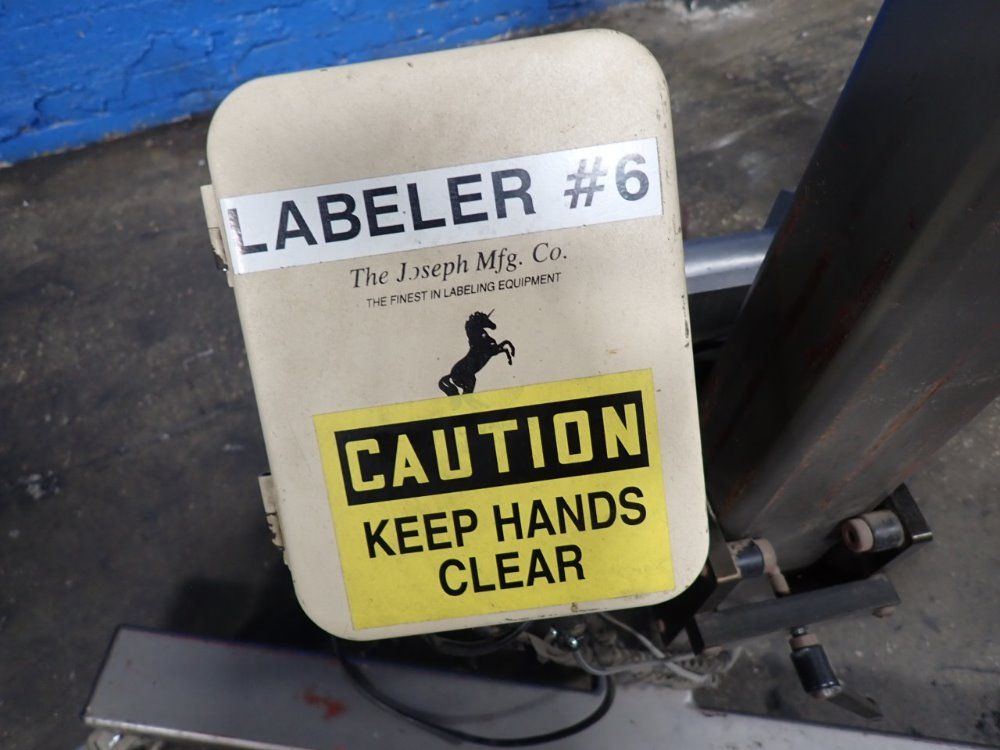 LABELER #6
The Joseph Mfg. Co.
THE FINEST IN LABELING EQUIPMENT
CAUTION
KEEP HANDS
CLEAR